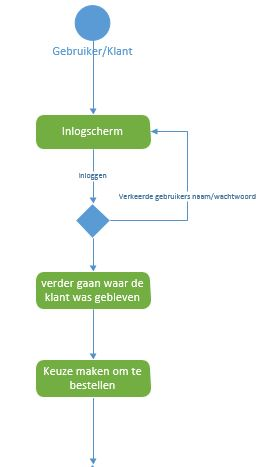 Gebruiker/Klant
Inlogscherm
Inloggen
Verkeerde gebruikers naam/wachtwoord
verder gaan waar de
klant was gebleven
Keuze maken om te
bestellen